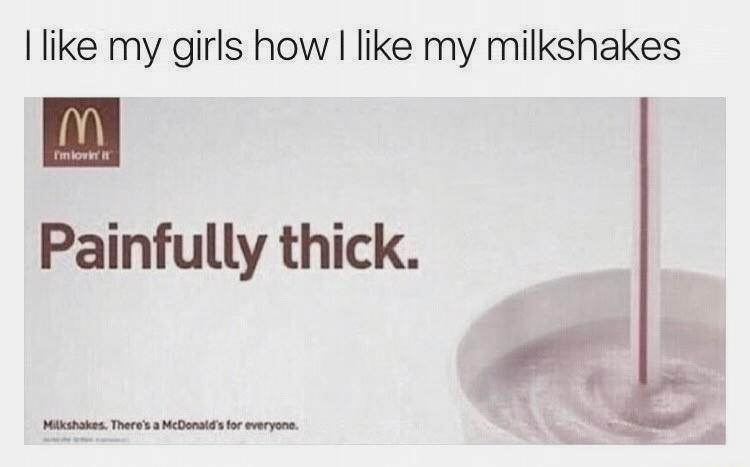 I like my girls how I like my milkshakes
M
i'm lovin' it
Painfully thick.
Milkshakes. There's a McDonald's for everyone.